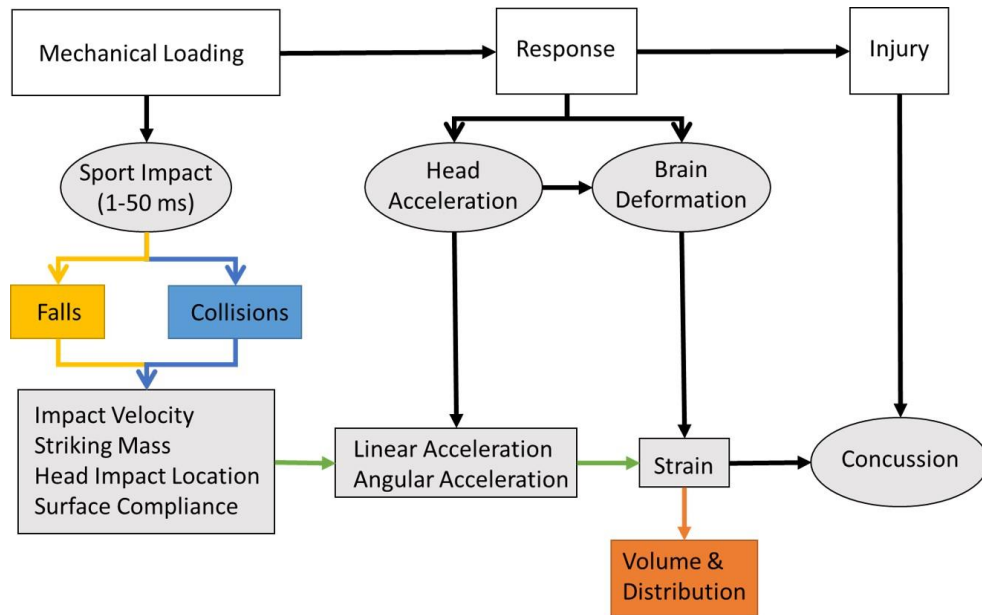 Mechanical Loading
Response
Injury
Sport Impact
(1-50 ms)
Head
Acceleration
Brain
Deformation
Falls
Collisions
Impact Velocity
Striking Mass
Head Impact Location
Surface Compliance
Linear Acceleration
Angular Acceleration
Strain
Concussion
Volume &
Distribution